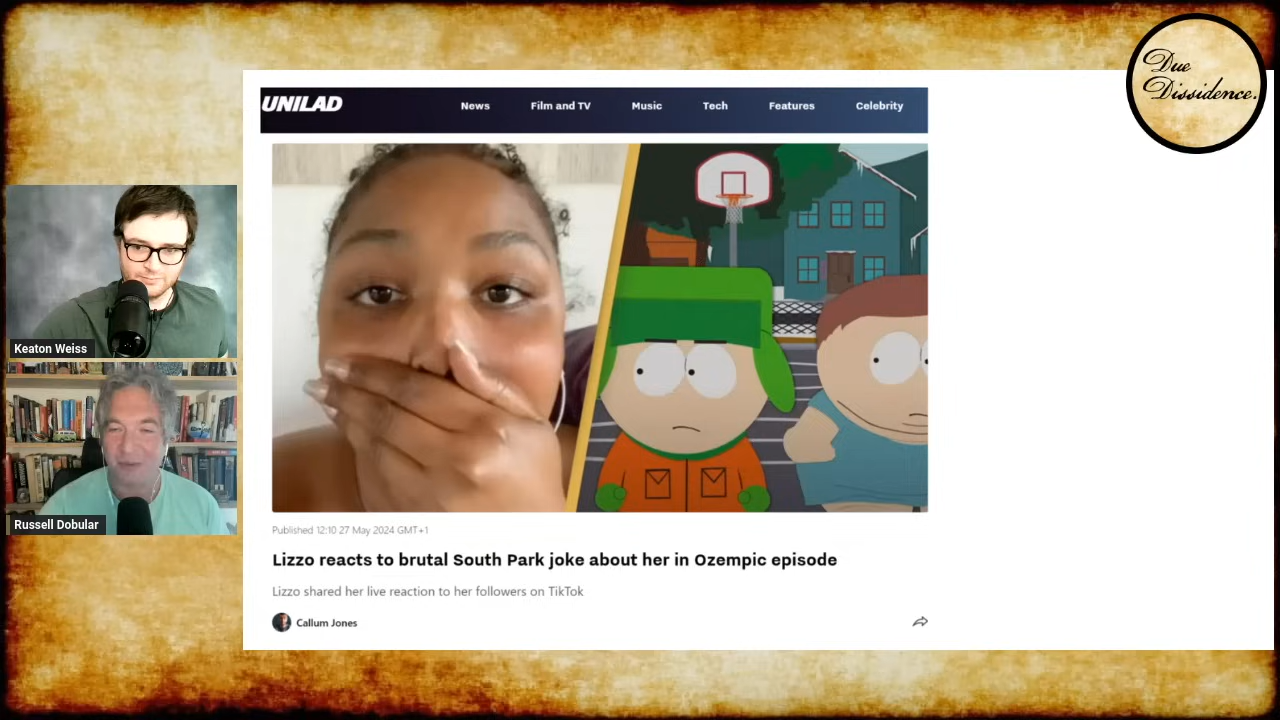 Due
Dissidence.
UNILAD
News
Film and TV
Music
Tech
Features
Celebrity
Keaton Weiss
Russell Dobular
Published 12:10 27 May 2024 GMT+1
Lizzo reacts to brutal South Park joke about her in Ozempic episode
Lizzo shared her live reaction to her followers on TikTok
Callum Jones